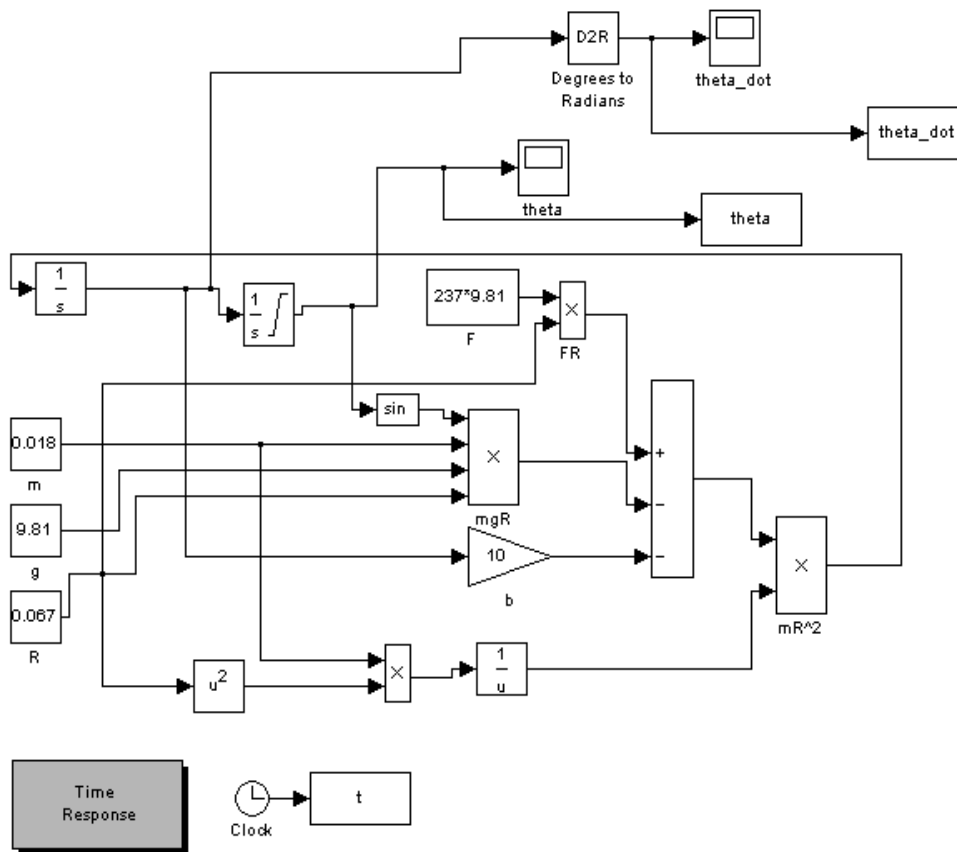 D2R
Degrees to
Radians
theta_dot
theta_dot
theta
theta
1
s
1
s
237*9.81
F
×
FR
sin
0.018
m
×
mgR
+
−
−
9.81
g
10
b
×
mR^2
0.067
R
u2
×
1
u
Time
Response
Clock
t